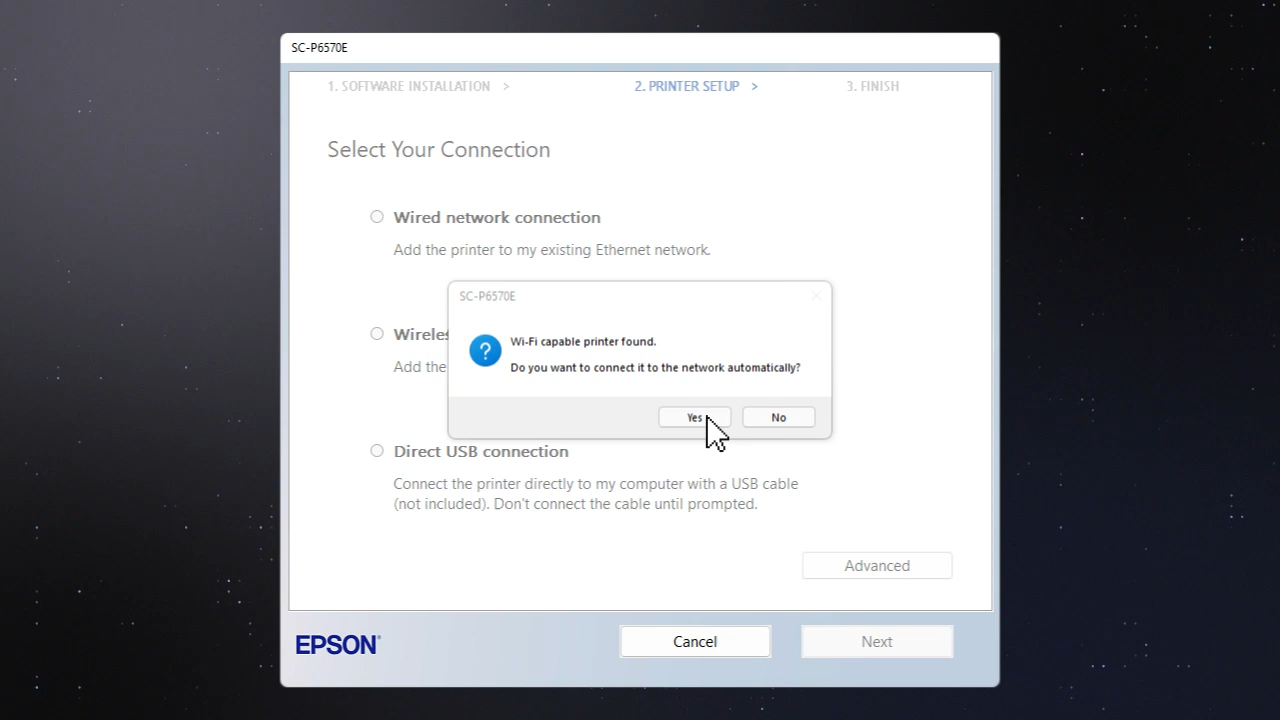 SC-P6570E
1. SOFTWARE INSTALLATION > 2. PRINTER SETUP > 3. FINISH
Select Your Connection
Wired network connection
Add the printer to my existing Ethernet network.
SC-P6570E
Wi-Fi capable printer found.
Do you want to connect it to the network automatically?
Yes No
Add the
Direct USB connection
Connect the printer directly to my computer with a USB cable
(not included). Don't connect the cable until prompted.
Advanced
EPSON
Cancel Next